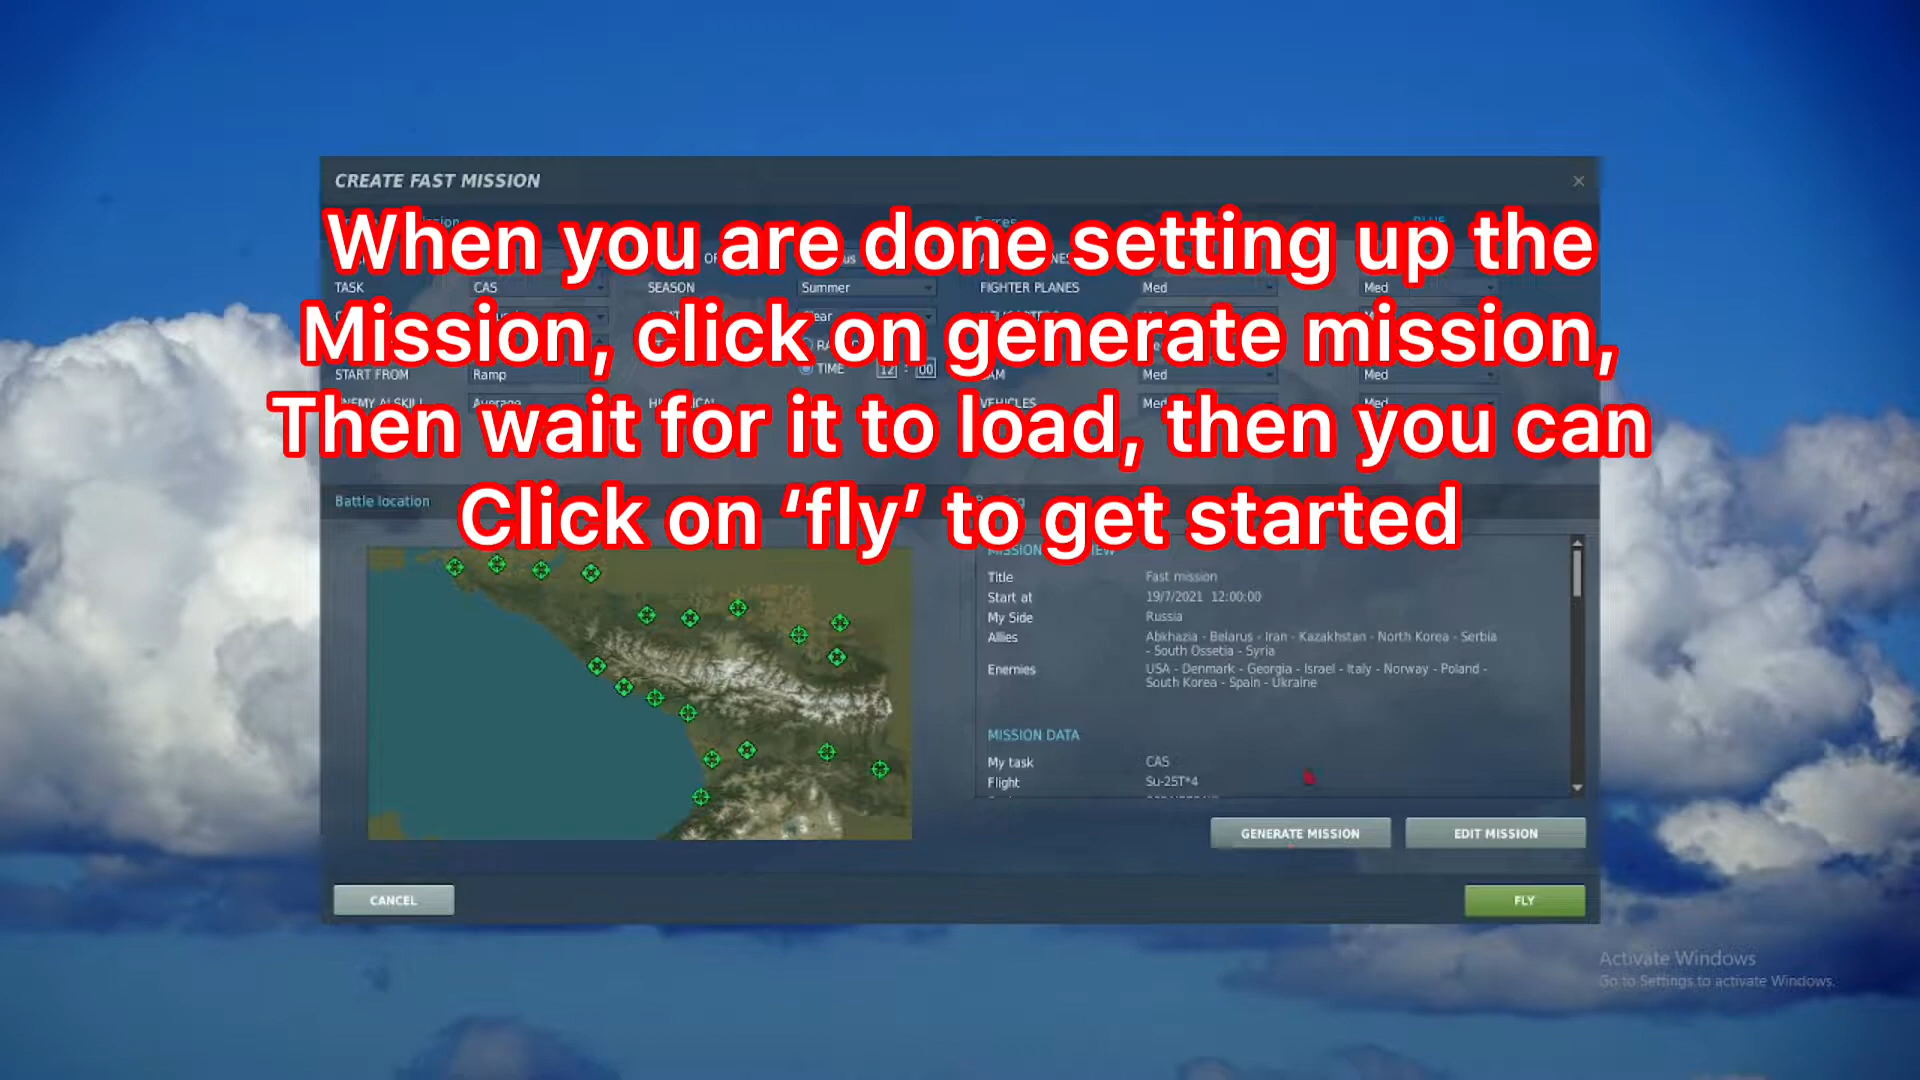 CREATE FAST MISSION
When you are done setting up the
TASK CAS SEASON Summer FIGHTER PLANES Med Med
Mission, click on generate mission,
TIME 12 : 00
START FROM Ramp Med Med
Then wait for it to load, then you can
Battle location
Click on ‘fly’ to get started
Title Fast mission
Start at 19/7/2021 12:00:00
My Side Russia
Allies Abkhazia - Belarus - Iran - Kazakhstan - North Korea - Serbia
- South Ossetia - Syria
Enemies USA - Denmark - Georgia - Israel - Italy - Norway - Poland -
South Korea - Spain - Ukraine
MISSION DATA
My task CAS
Flight Su-25T*4
GENERATE MISSION EDIT MISSION
CANCEL FLY
Activate Windows
Go to Settings to activate Windows.